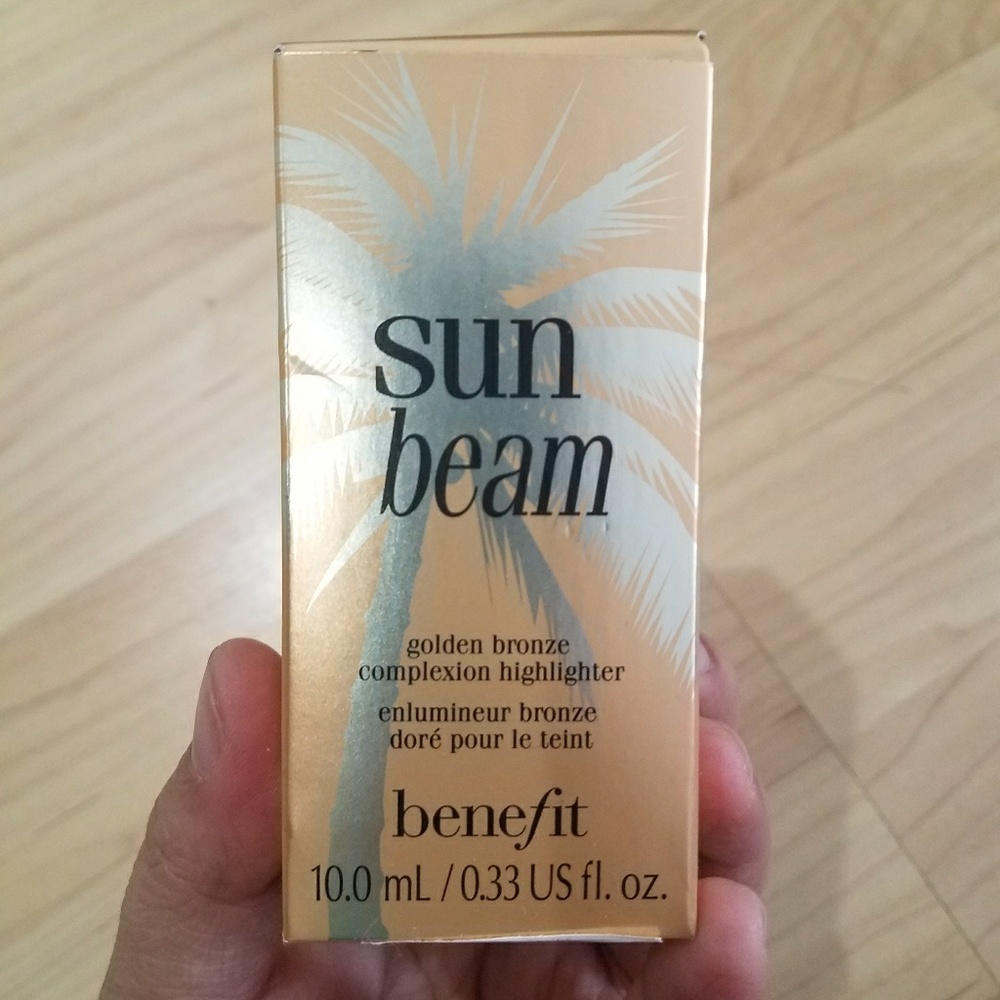 sun
beam
golden bronze
complexion highlighter
enlumineur bronze
doré pour le teint
benefit
10.0 mL / 0.33 US fl. oz.